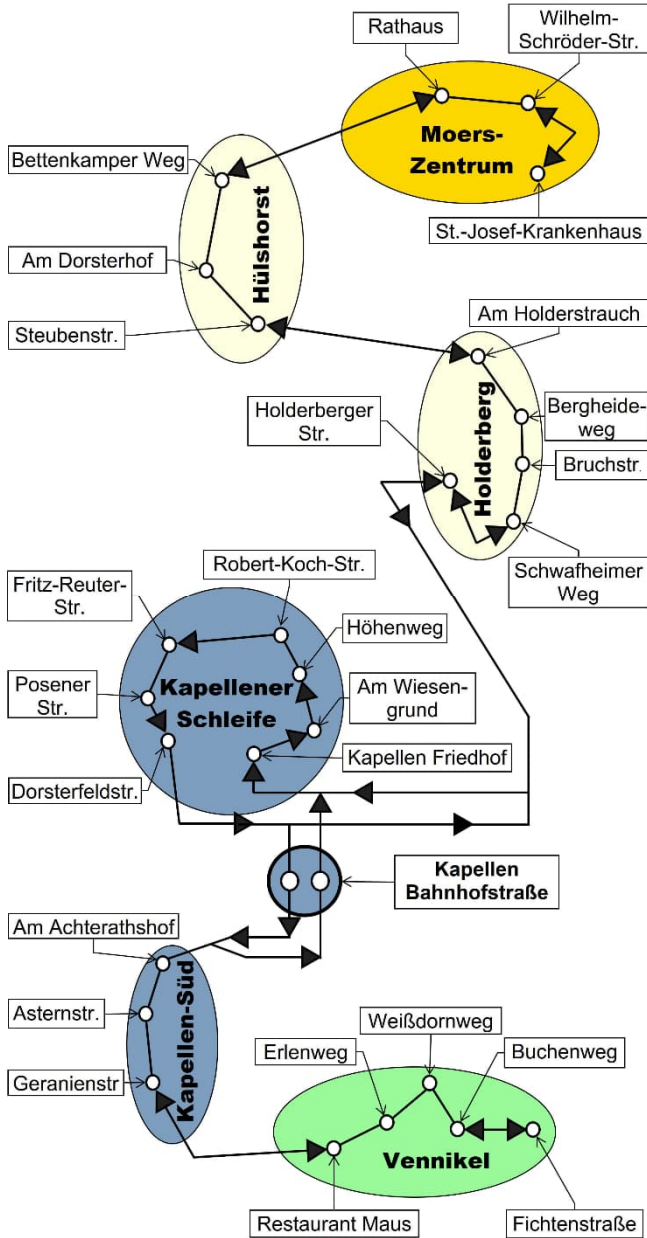 Rathaus
Wilhelm-
Schröder-Str.
Moers-
Zentrum
Bettenkamper Weg
St.-Josef-Krankenhaus
Am Dorsterhof
Hülshorst
Steubenstr.
Am Holderstrauch
Holderberger
Str.
Bergheide-
weg
Holderberg
Bruchstr.
Schwafheimer
Weg
Robert-Koch-Str.
Fritz-Reuter-
Str.
Höhenweg
Posener
Str.
Kapellener
Schleife
Am Wiesen-
grund
Dorsterfeldstr.
Kapellen Friedhof
Kapellen
Bahnhofstraße
Am Achterathshof
Asternstr.
Kapellen-Süd
Geranienstr
Weißdornweg
Erlenweg
Buchenweg
Vennikel
Restaurant Maus
Fichtenstraße